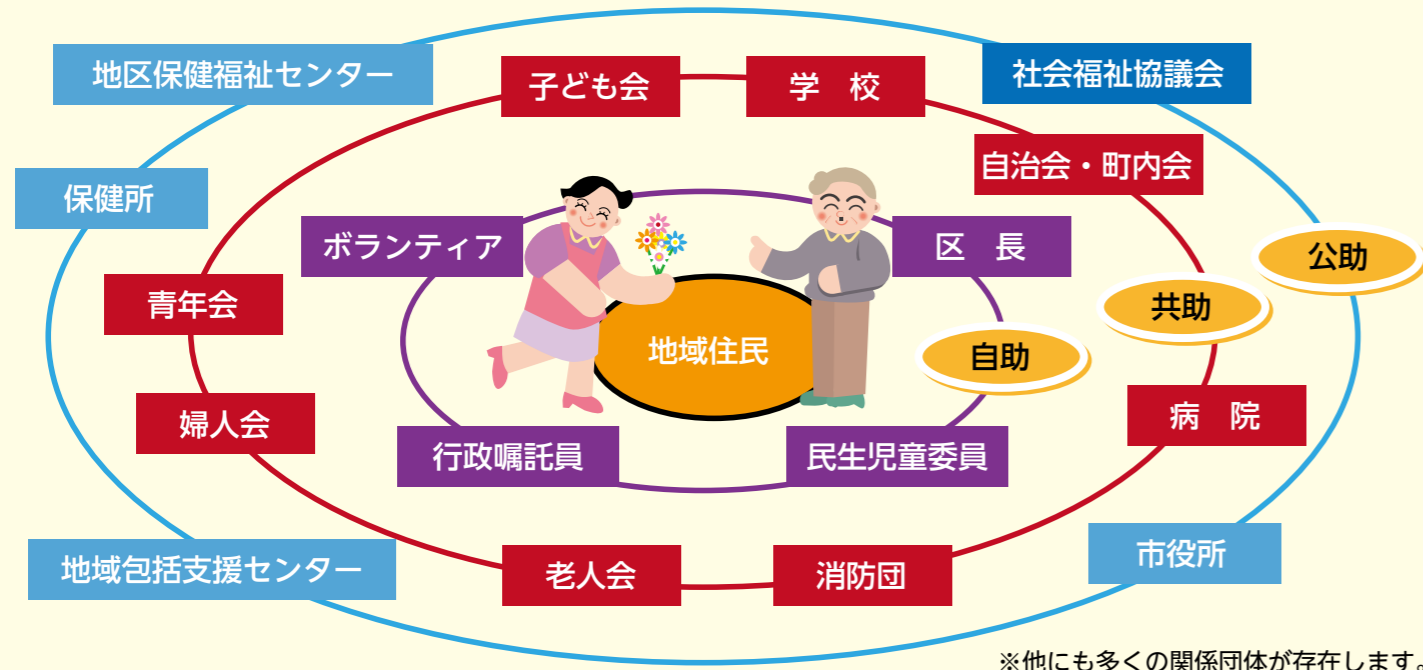 地区保健福祉センター
子ども会
学　校
社会福祉協議会
自治会・町内会
保健所
ボランティア
区　長
公助
青年会
共助
地域住民
自助
婦人会
病　院
行政嘱託員
民生児童委員
地域包括支援センター
老人会
消防団
市役所
※他にも多くの関係団体が存在します。